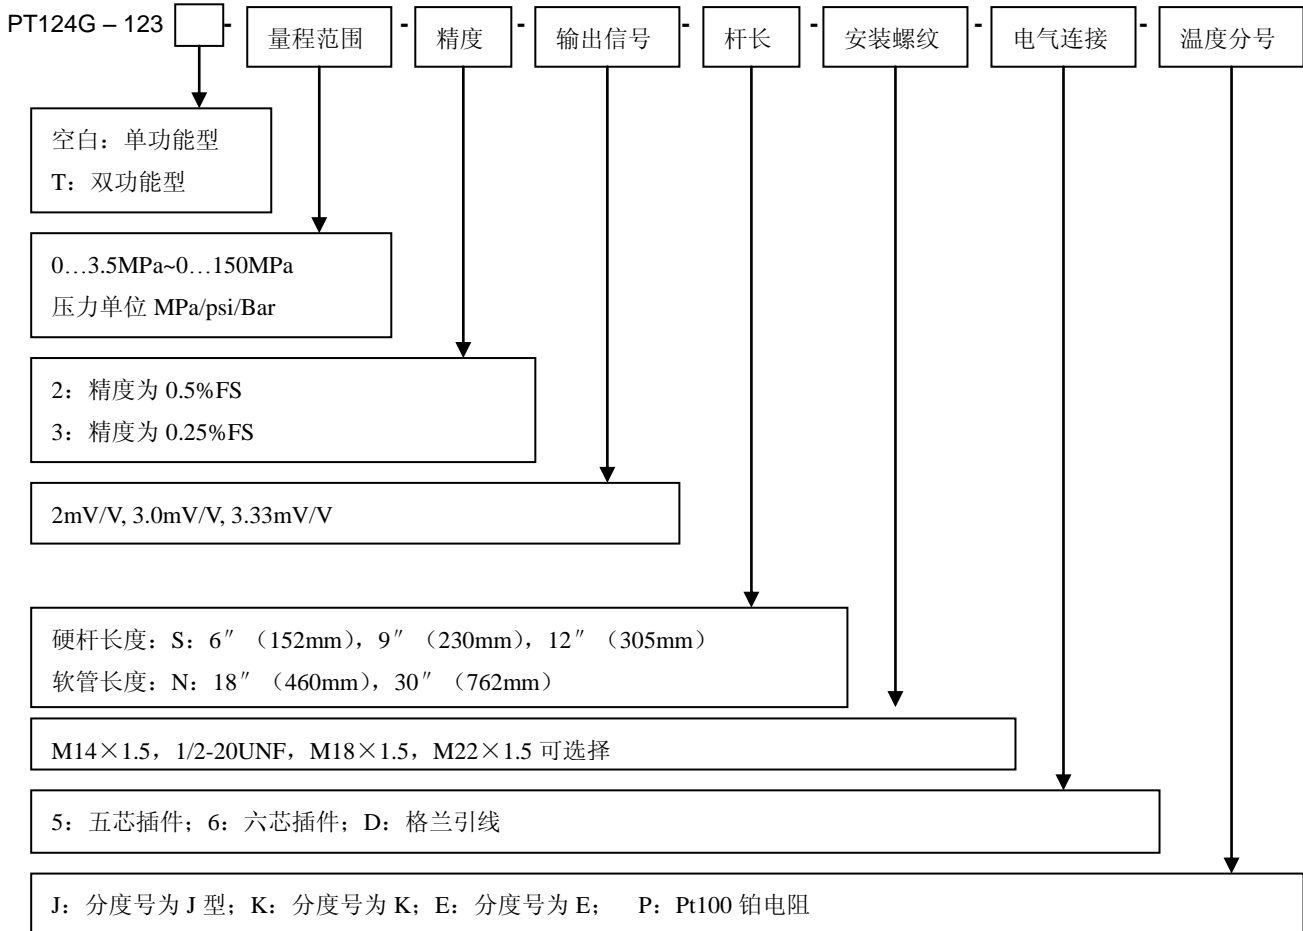 PT124G – 123 - 量程范围 - 精度 - 输出信号 - 杆长 - 安装螺纹 - 电气连接 - 温度分号
空白：单功能型
T：双功能型
0…3.5MPa~0…150MPa
压力单位 MPa/psi/Bar
2：精度为 0.5%FS
3：精度为 0.25%FS
2mV/V, 3.0mV/V, 3.33mV/V
硬杆长度：S：6″（152mm），9″（230mm），12″（305mm）
软管长度：N：18″（460mm），30″（762mm）
M14×1.5，1/2-20UNF，M18×1.5，M22×1.5 可选择
5：五芯插件；6：六芯插件；D：格兰引线
J：分度号为 J 型；K：分度号为 K；E：分度号为 E； P：Pt100 铂电阻